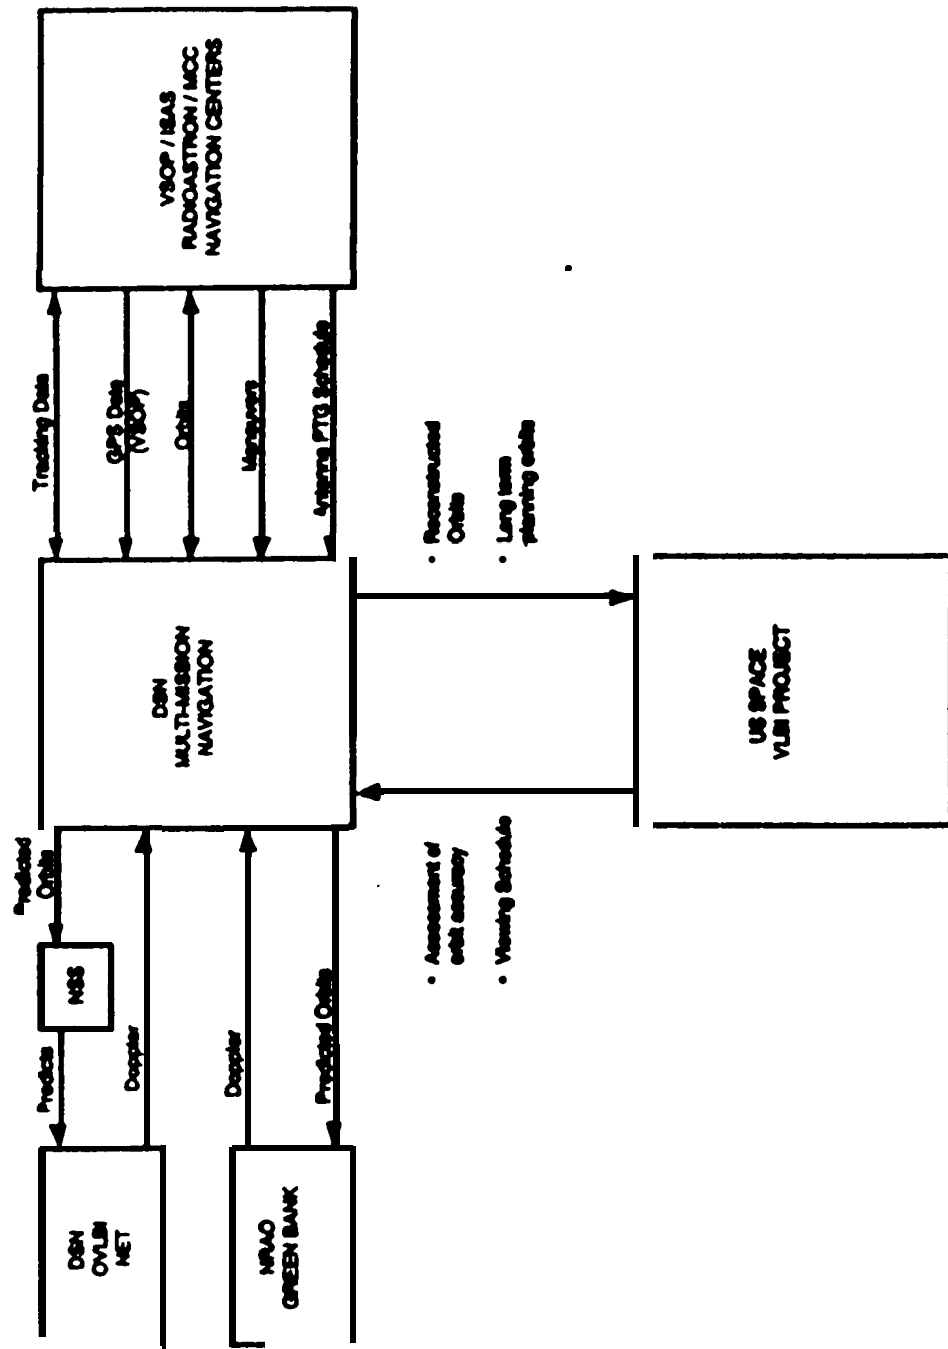 DSN
OVLBI
NET
NRAO
GREEN BANK
Predicts
NSS
Predicted
Orbits
Doppler
Doppler
Predicted Orbits
DSN
MULTI-MISSION
NAVIGATION
Tracking Data
GPS Data
(VSOP)
Orbits
Maneuvers
Antenna PTG Schedule
VSOP / ISAS
RADIOASTRON / MCC
NAVIGATION CENTERS
• Assessment of
orbit accuracy
• Viewing Schedule
• Reconstructed
Orbits
• Long term
planning orbits
US SPACE
VLBI PROJECT